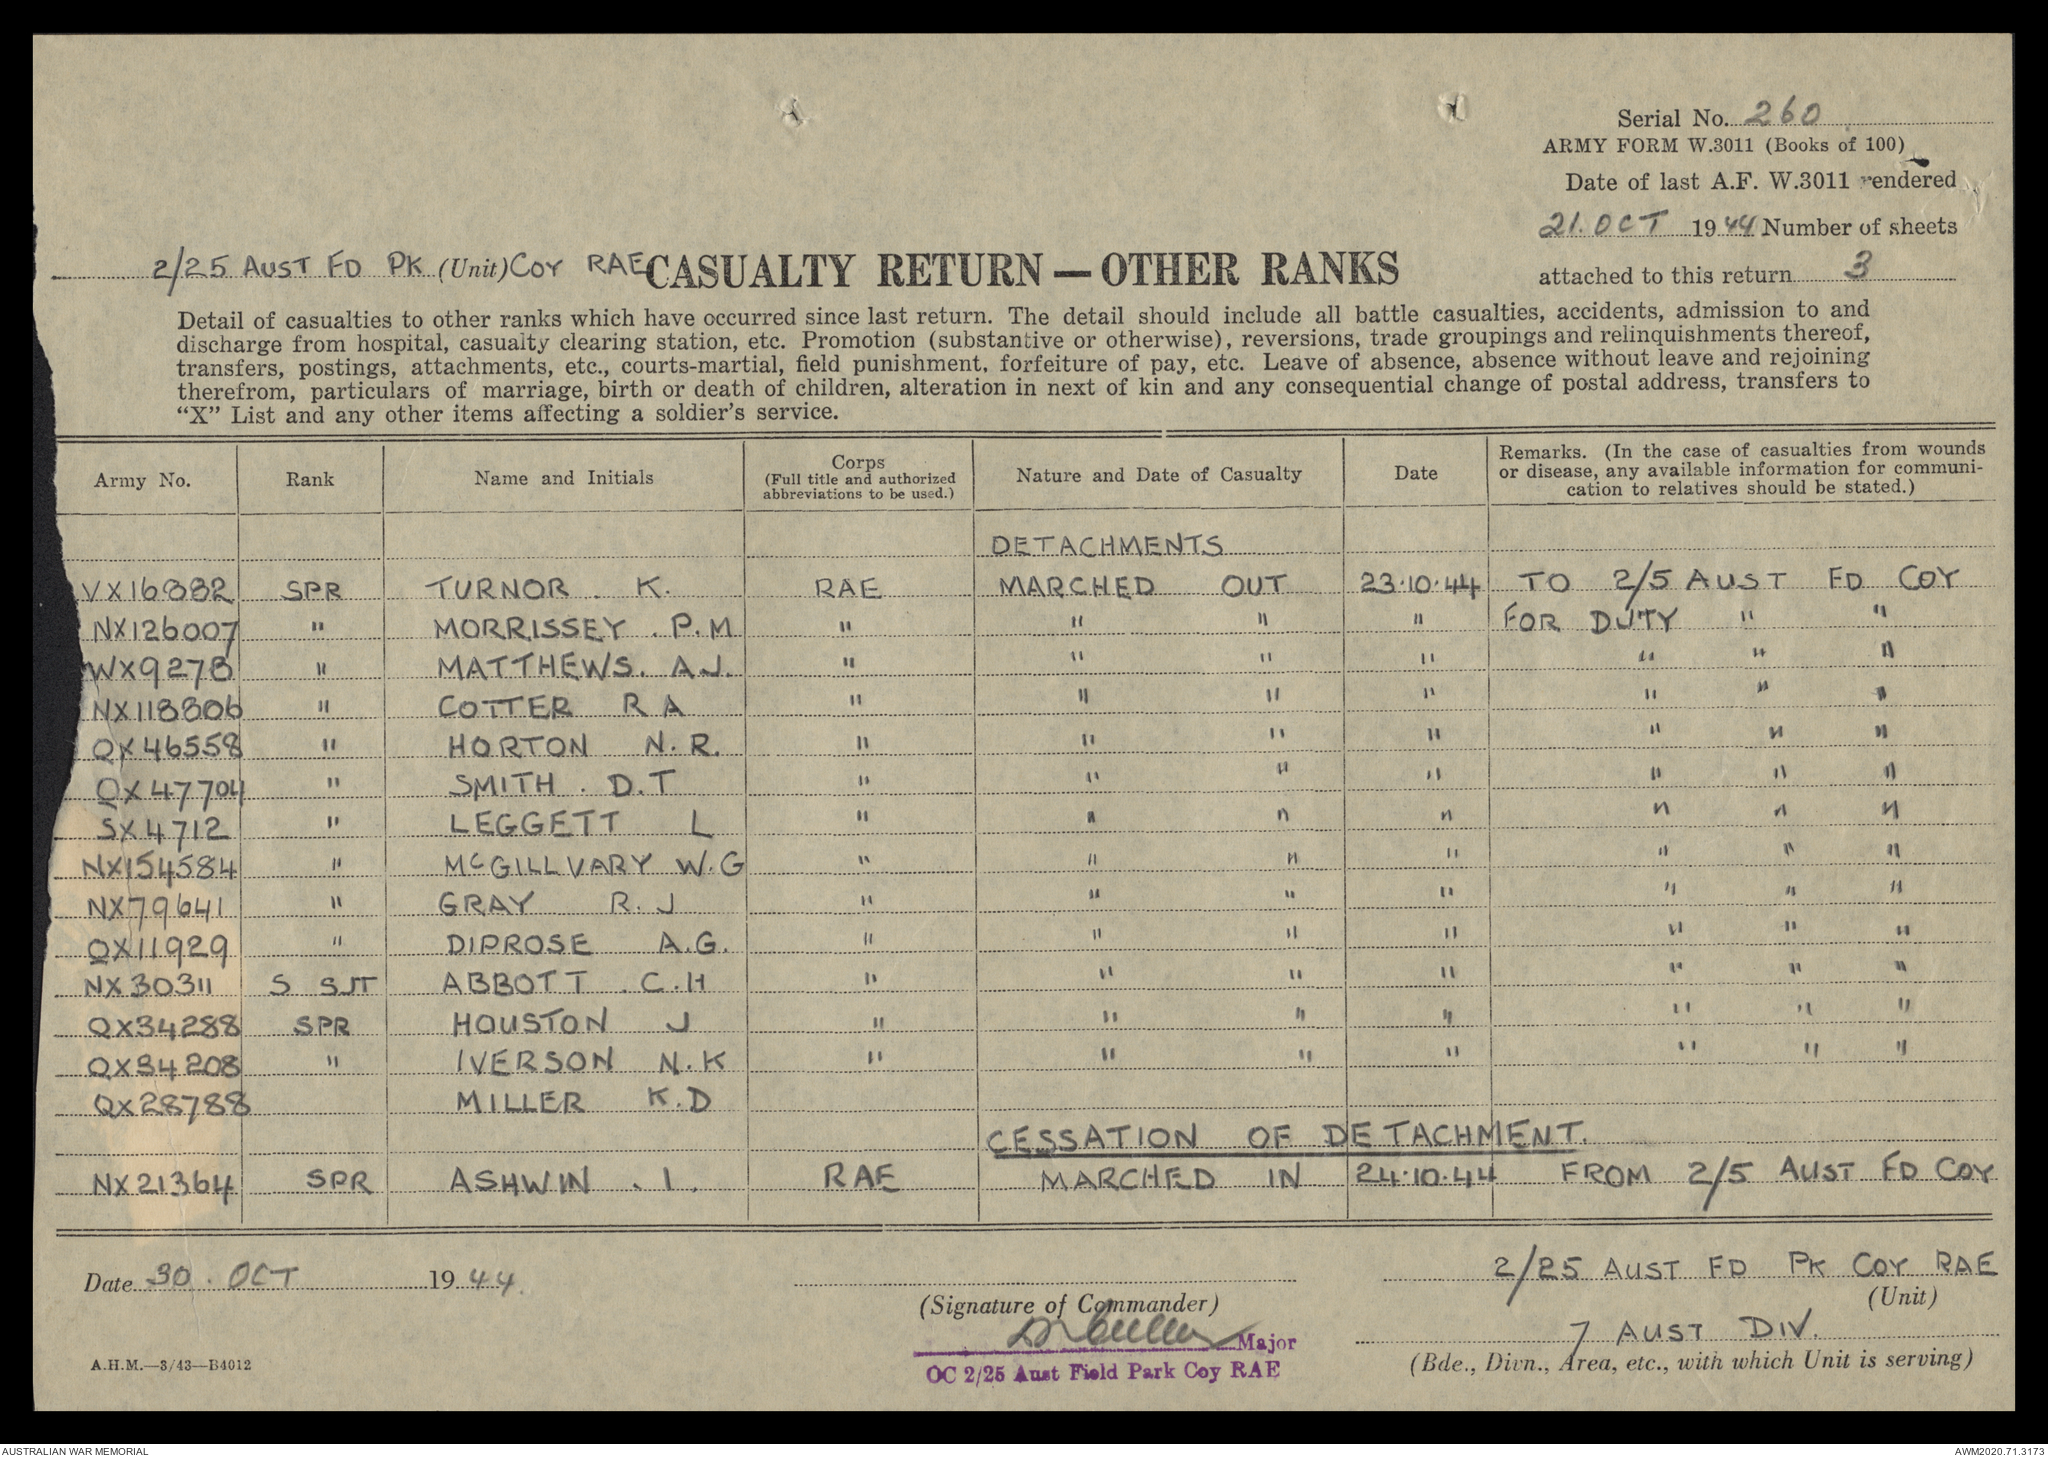 Serial No. 260
ARMY FORM W.3011 (Books of 100)
Date of last A.F. W.3011 rendered
21. OCT 1944 Number of sheets
attached to this return 3
2/25 AUST FD PK (Unit) COY RAE CASUALTY RETURN — OTHER RANKS
Detail of casualties to other ranks which have occurred since last return. The detail should include all battle casualties, accidents, admission to and
discharge from hospital, casualty clearing station, etc. Promotion (substantive or otherwise), reversions, trade groupings and relinquishments thereof,
transfers, postings, attachments, etc., courts-martial, field punishment, forfeiture of pay, etc. Leave of absence, absence without leave and rejoining
therefrom, particulars of marriage, birth or death of children, alteration in next of kin and any consequential change of postal address, transfers to
"X" List and any other items affecting a soldier's service.
Army No. Rank Name and Initials Corps (Full title and authorized abbreviations to be used.) Nature and Date of Casualty Date Remarks. (In the case of casualties from wounds or disease, any available information for communi-cation to relatives should be stated.)
DETACHMENTS
VX16882 SPR TURNOR . K. RAE MARCHED OUT 23.10.44 TO 2/5 AUST FD COY
NX126007 " MORRISSEY . P.M " " " " FOR DUTY " "
WX9278 " MATTHEWS. A.J. " " " " " " "
NX118806 " COTTER R A " " " " " " "
QX46558 " HORTON N. R. " " " " " " "
QX47704 " SMITH . D.T " " " " " " "
SX4712 " LEGGETT L " " " " " " "
NX154584 " McGILLVARY W.G " " " " " " "
NX79641 " GRAY R. J " " " " " " "
QX11929 " DIPROSE A.G. " " " " " " "
NX30311 S SJT ABBOTT . C.H " " " " " " "
QX34288 SPR HOUSTON J " " " " " " "
QX34208 " IVERSON N.K " " " " " " "
QX28788 MILLER K.D
CESSATION OF DETACHMENT.
NX21364 SPR ASHWIN . I. RAE MARCHED IN 24.10.44 FROM 2/5 AUST FD COY
Date 30. OCT 1944.
(Signature of Commander)
Major
OC 2/25 Aust Field Park Coy RAE
2/25 AUST FD PK COY RAE
(Unit)
7 AUST DIV.
(Bde., Divn., Area, etc., with which Unit is serving)
A.H.M.—3/43—B4012
AUSTRALIAN WAR MEMORIAL
AWM2020.71.3173